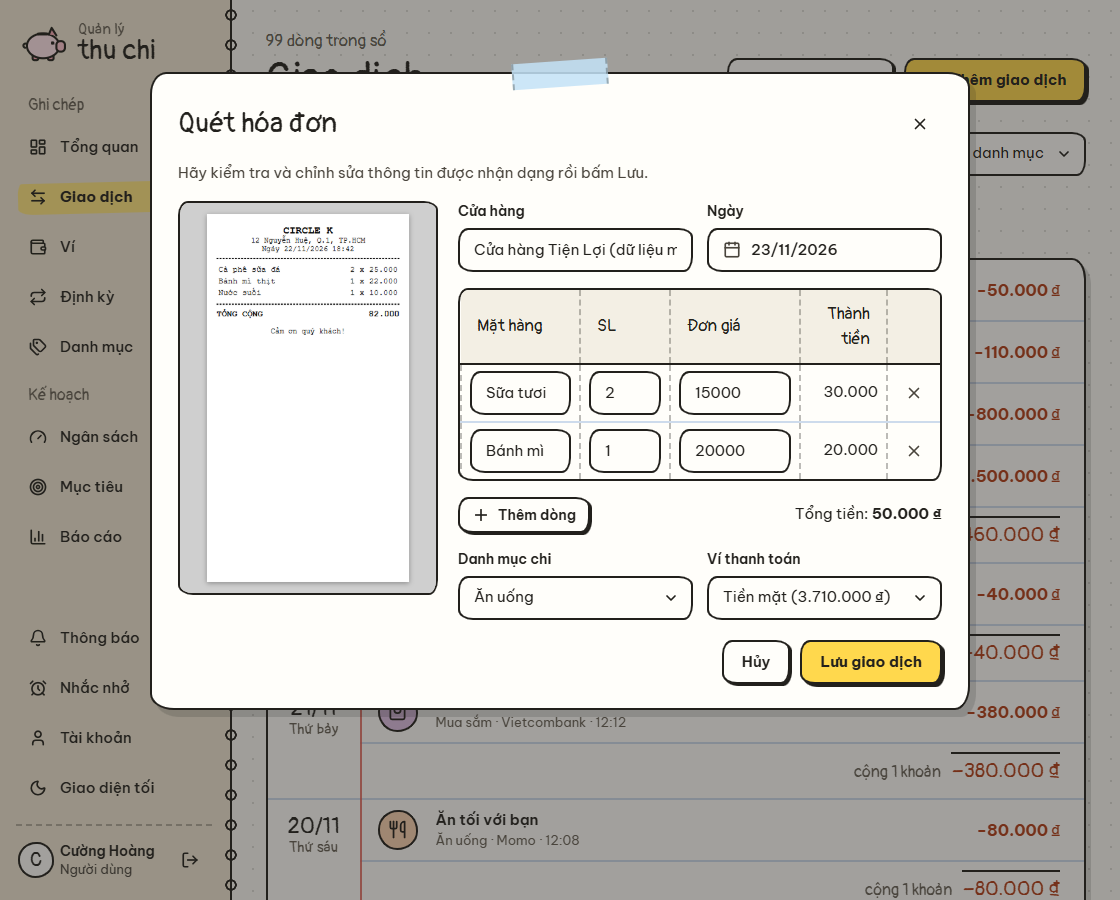 Quản lý
thu chi
Ghi chép
Tổng quan
Giao dịch
Ví
Định kỳ
Danh mục
Kế hoạch
Ngân sách
Mục tiêu
Báo cáo
Thông báo
Nhắc nhở
Tài khoản
Giao diện tối
C
Cường Hoàng
Người dùng
99 dòng trong sổ
Giao dịch
hêm giao dịch
danh mục
Quét hóa đơn
Hãy kiểm tra và chỉnh sửa thông tin được nhận dạng rồi bấm Lưu.
CIRCLE K
12 Nguyễn Huệ, Q.1, TP.HCM
Ngày 22/11/2026 18:42
Cà phê sữa đá 2 x 25.000
Bánh mì thịt 1 x 22.000
Nước suối 1 x 10.000
TỔNG CỘNG 82.000
Cảm ơn quý khách!
Cửa hàng
Cửa hàng Tiện Lợi (dữ liệu m
Ngày
23/11/2026
Mặt hàng SL Đơn giá Thành tiền
Sữa tươi 2 15000 30.000
Bánh mì 1 20000 20.000
Thêm dòng
Tổng tiền: 50.000 ₫
Danh mục chi
Ăn uống
Ví thanh toán
Tiền mặt (3.710.000 ₫)
Hủy
Lưu giao dịch
-50.000 ₫
-110.000 ₫
-800.000 ₫
.500.000 ₫
460.000 ₫
-40.000 ₫
-40.000 ₫
21/11
Thứ bảy
Mua sắm · Vietcombank · 12:12
-380.000 ₫
cộng 1 khoản -380.000 ₫
20/11
Thứ sáu
Ăn tối với bạn
Ăn uống · Momo · 12:08
-80.000 ₫
cộng 1 khoản -80.000 ₫